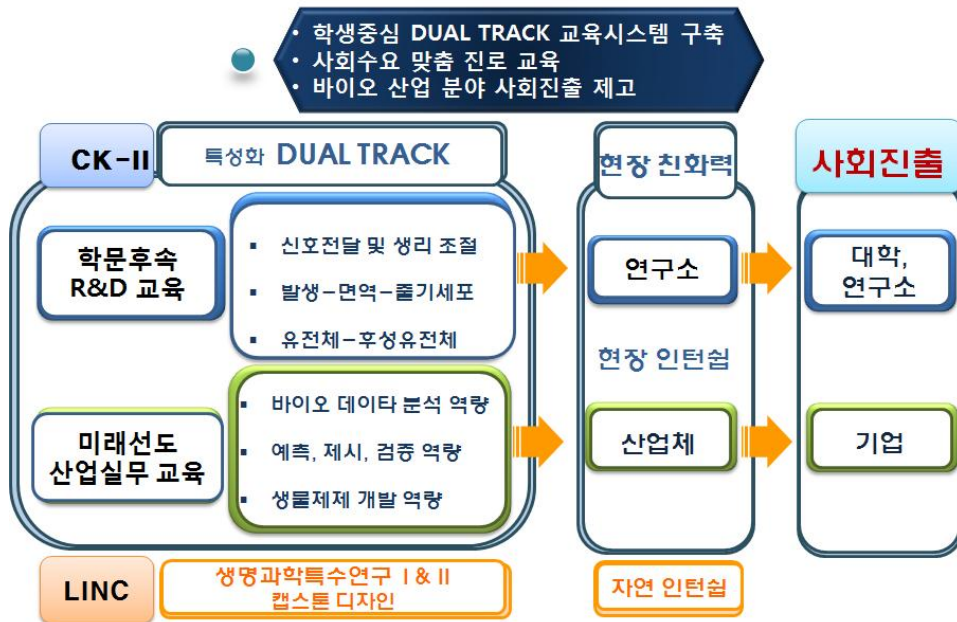 • 학생중심 DUAL TRACK 교육시스템 구축
• 사회수요 맞춤 진로 교육
• 바이오 산업 분야 사회진출 제고
CK-II
특성화 DUAL TRACK
현장 친화력
사회진출
학문후속
R&D 교육
▪ 신호전달 및 생리 조절
▪ 발생-면역-줄기세포
▪ 유전체-후성유전체
연구소
대학,
연구소
현장 인턴쉽
미래선도
산업실무 교육
▪ 바이오 데이타 분석 역량
▪ 예측, 제시, 검증 역량
▪ 생물제제 개발 역량
산업체
기업
LINC
생명과학특수연구 I & II
캡스톤 디자인
자연 인턴쉽